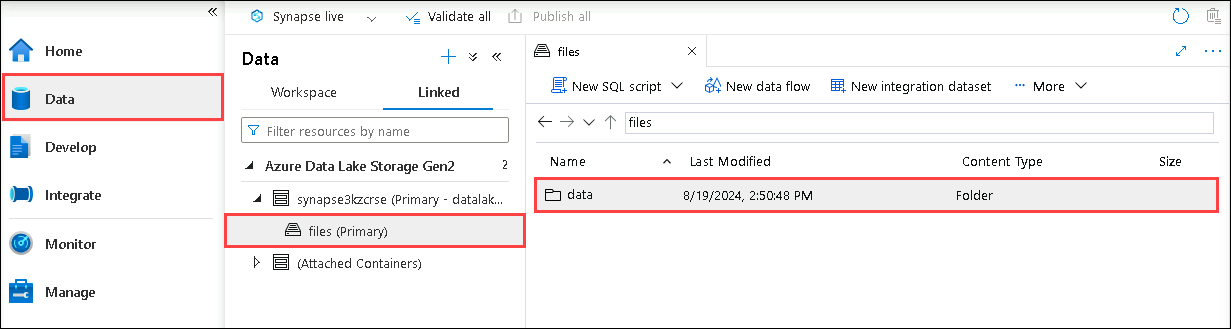 Synapse live
Validate all
Publish all
Home
Data
Develop
Integrate
Monitor
Manage
Data
Workspace
Linked
Filter resources by name
Azure Data Lake Storage Gen2
2
synapse3kzcrse (Primary - datalak...
files (Primary)
(Attached Containers)
files
New SQL script
New data flow
New integration dataset
More
files
Name
Last Modified
Content Type
Size
data
8/19/2024, 2:50:48 PM
Folder